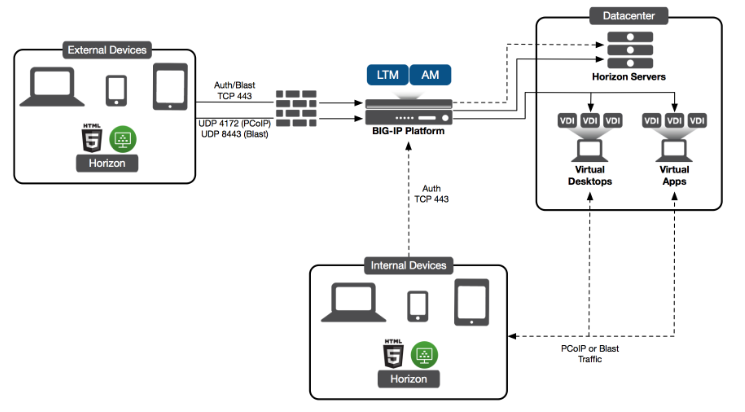 Datacenter
External Devices
LTM
AM
Horizon Servers
Auth/Blast
TCP 443
UDP 4172 (PCoIP)
UDP 8443 (Blast)
BIG-IP Platform
HTML
5
Horizon
VDI VDI VDI
VDI VDI VDI
Virtual
Desktops
Virtual
Apps
Auth
TCP 443
Internal Devices
HTML
5
Horizon
PCoIP or Blast
Traffic